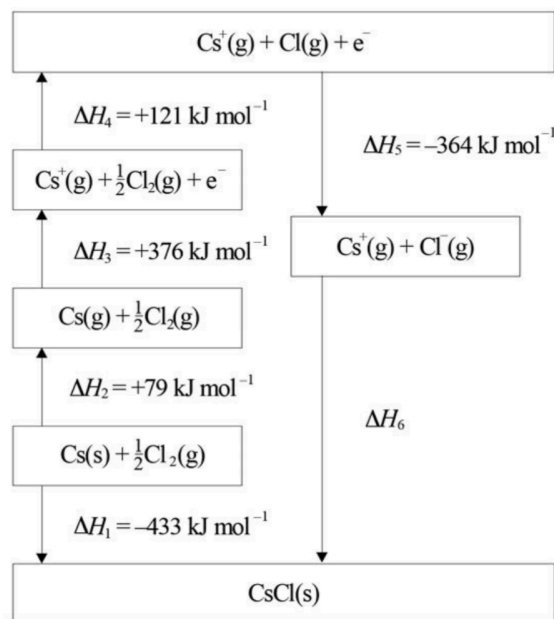 Cs⁺(g) + Cl(g) + e⁻
ΔH₄ = +121 kJ mol⁻¹
ΔH₅ = –364 kJ mol⁻¹
Cs⁺(g) + ½Cl₂(g) + e⁻
ΔH₃ = +376 kJ mol⁻¹
Cs⁺(g) + Cl⁻(g)
Cs(g) + ½Cl₂(g)
ΔH₂ = +79 kJ mol⁻¹
ΔH₆
Cs(s) + ½Cl₂(g)
ΔH₁ = –433 kJ mol⁻¹
CsCl(s)